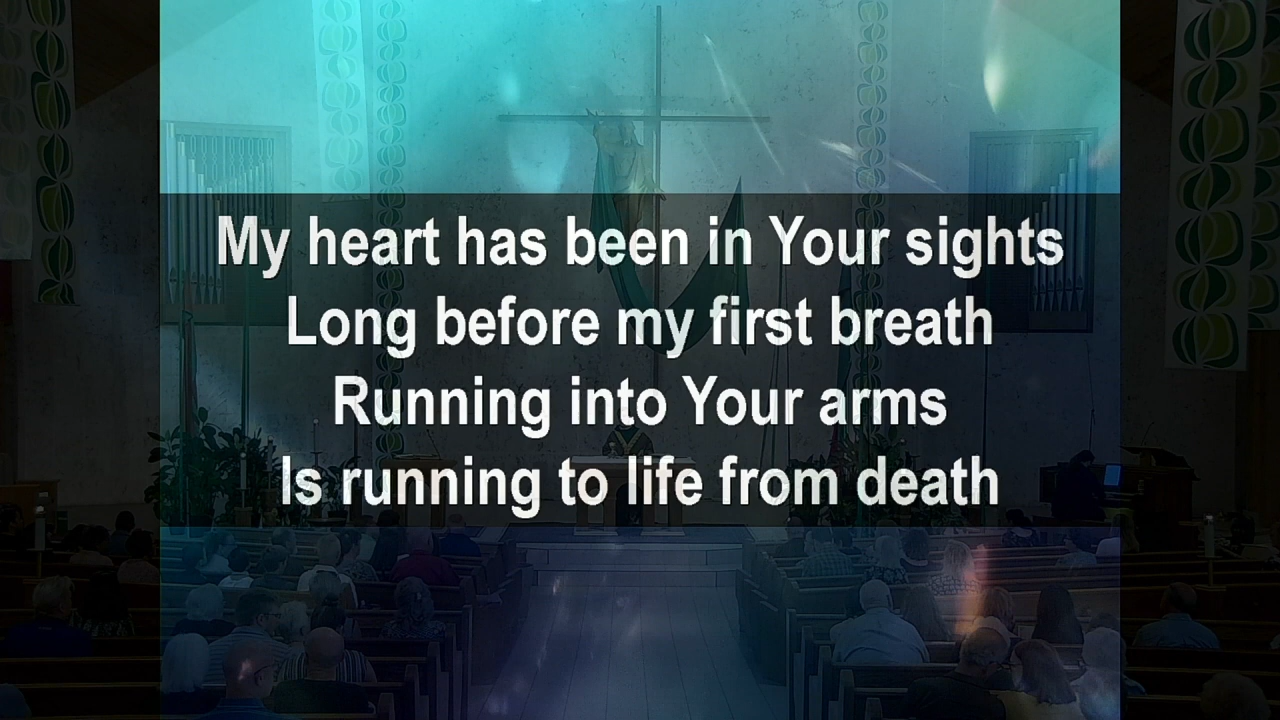 My heart has been in Your sights
Long before my first breath
Running into Your arms
Is running to life from death